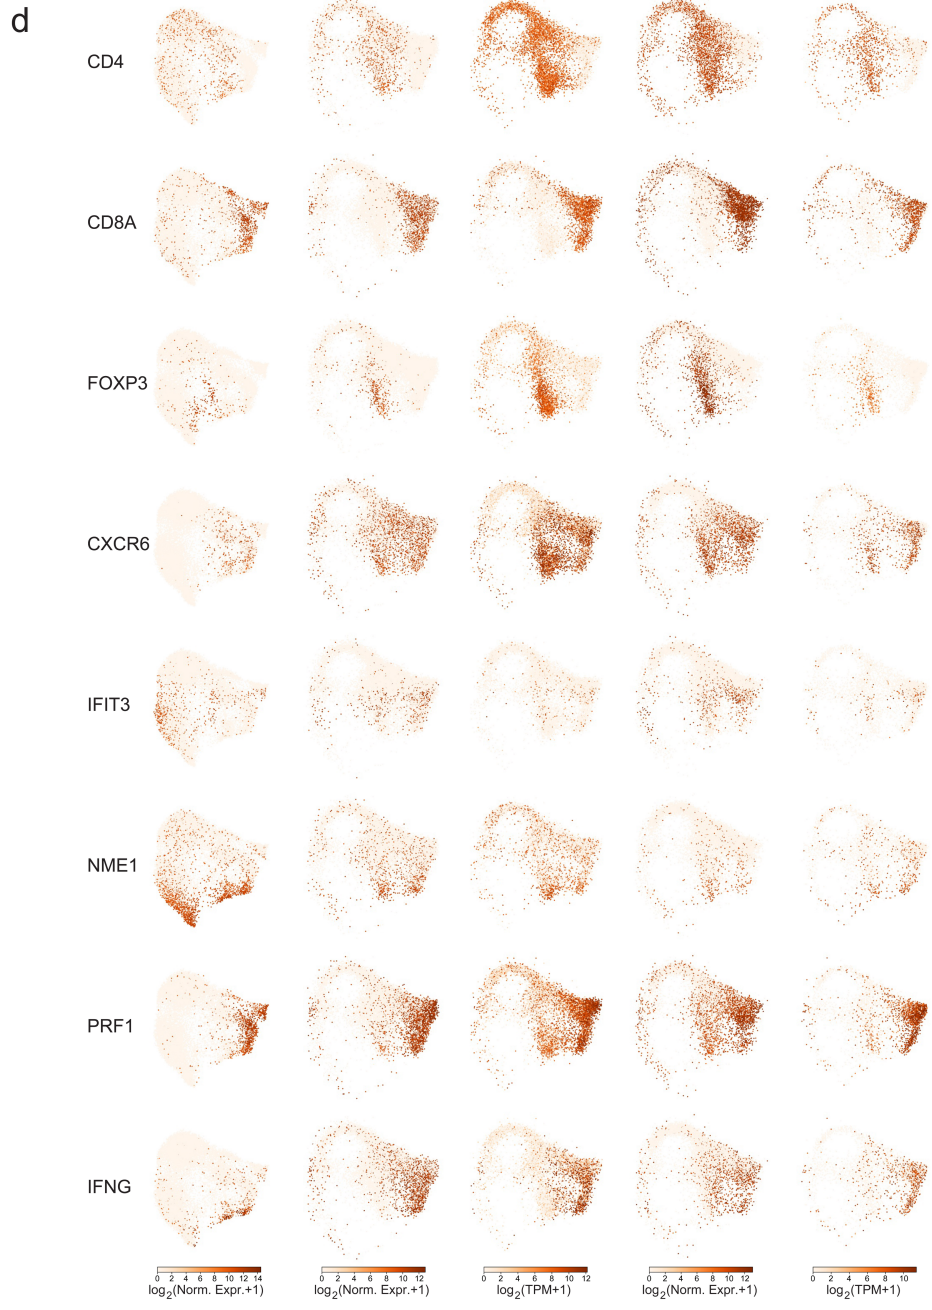 d
CD4
CD8A
FOXP3
CXCR6
IFIT3
NME1
PRF1
IFNG
0 2 4 6 8 10 12 14 0 2 4 6 8 10 12 0 2 4 6 8 10 12 0 2 4 6 8 10 12 0 2 4 6 8 10
log₂(Norm. Expr.+1) log₂(Norm. Expr.+1) log₂(TPM+1) log₂(Norm. Expr.+1) log₂(TPM+1)